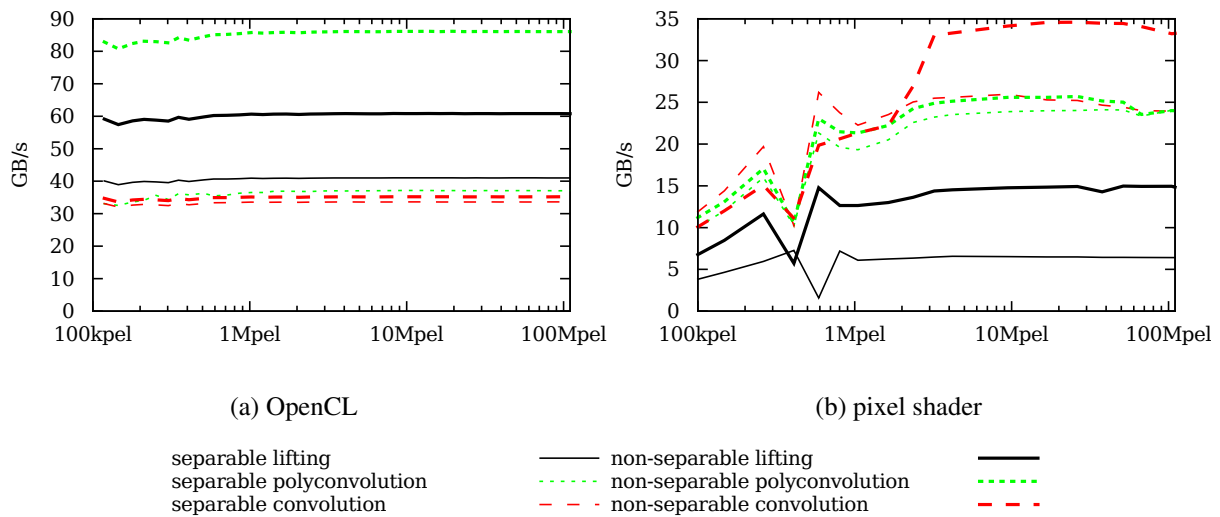 GB/s
90
80
70
60
50
40
30
20
10
0
100kpel 1Mpel 10Mpel 100Mpel
(a) OpenCL
GB/s
35
30
25
20
15
10
5
0
100kpel 1Mpel 10Mpel 100Mpel
(b) pixel shader
separable lifting non-separable lifting
separable polyconvolution non-separable polyconvolution
separable convolution non-separable convolution